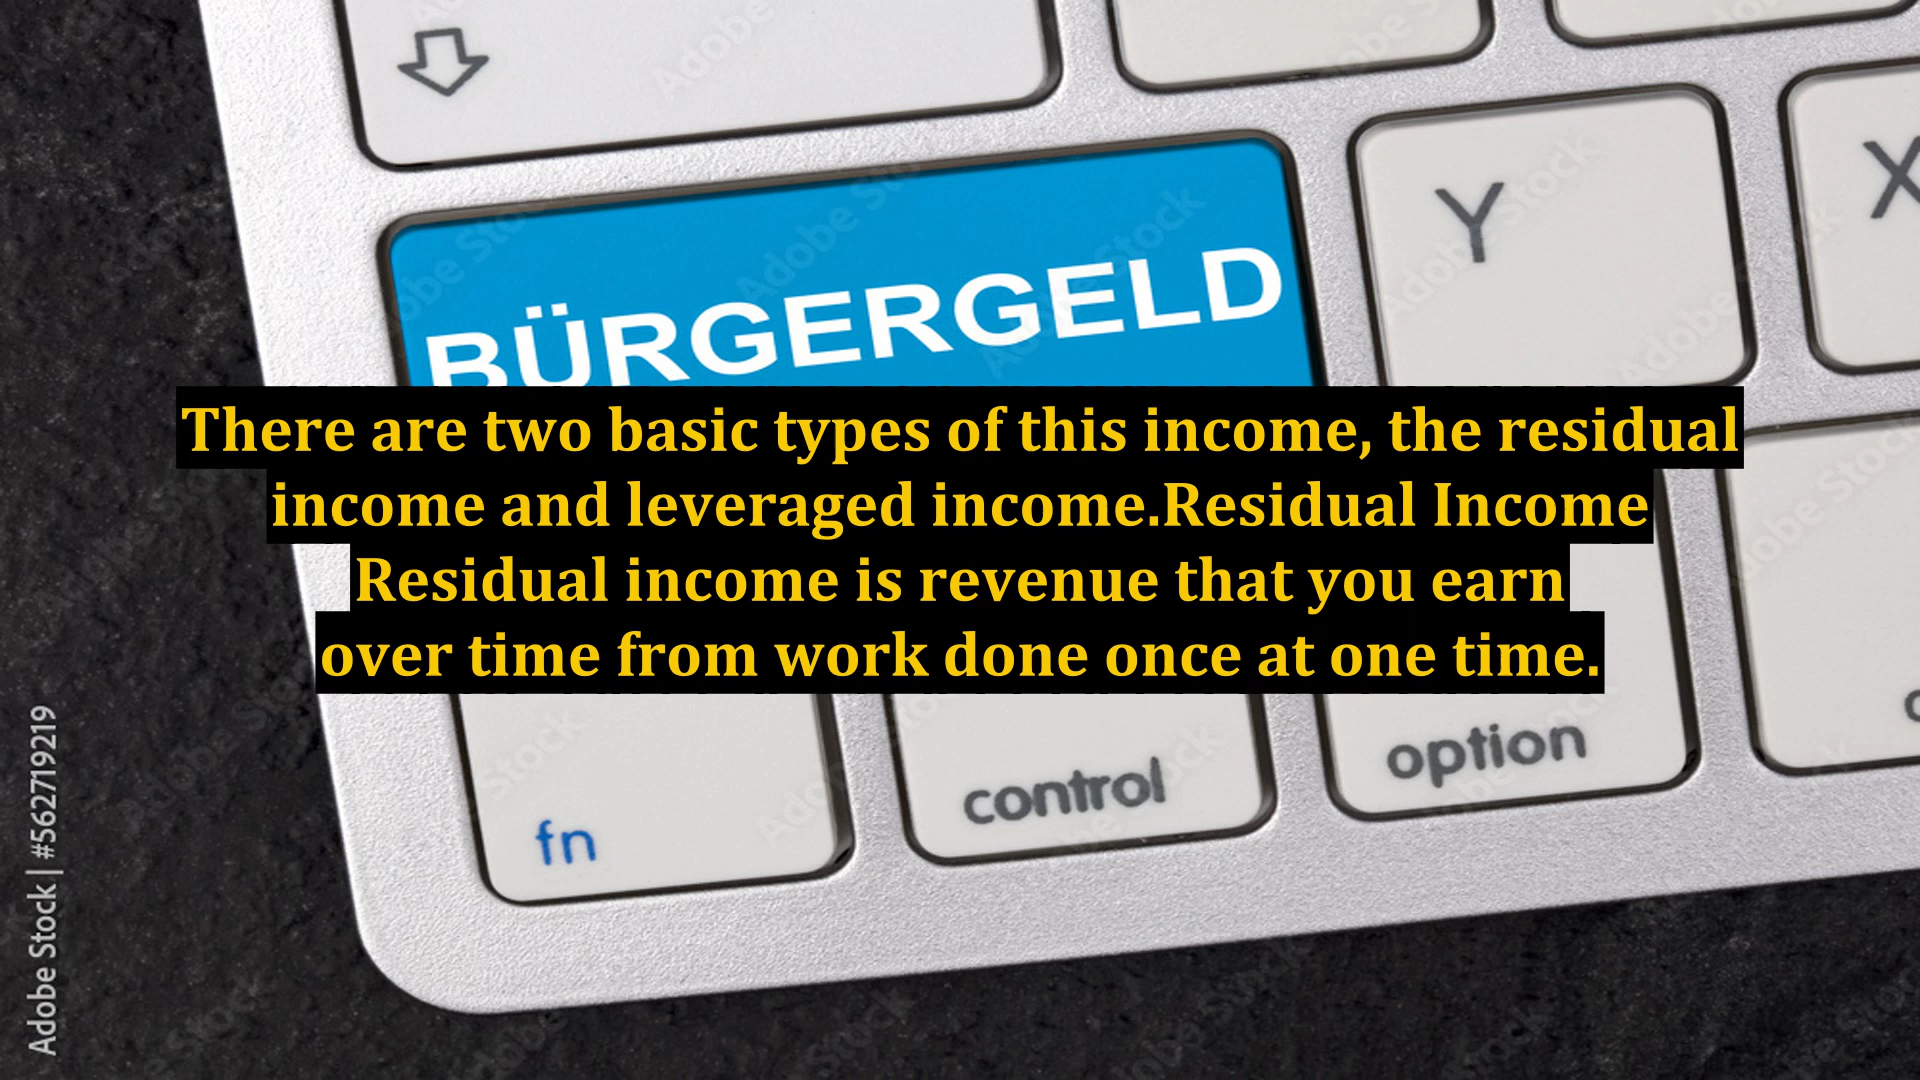 BÜRGERGELD
Y
X
There are two basic types of this income, the residual
income and leveraged income.Residual Income
Residual income is revenue that you earn
over time from work done once at one time.
fn
control
option
Adobe Stock | #562719219